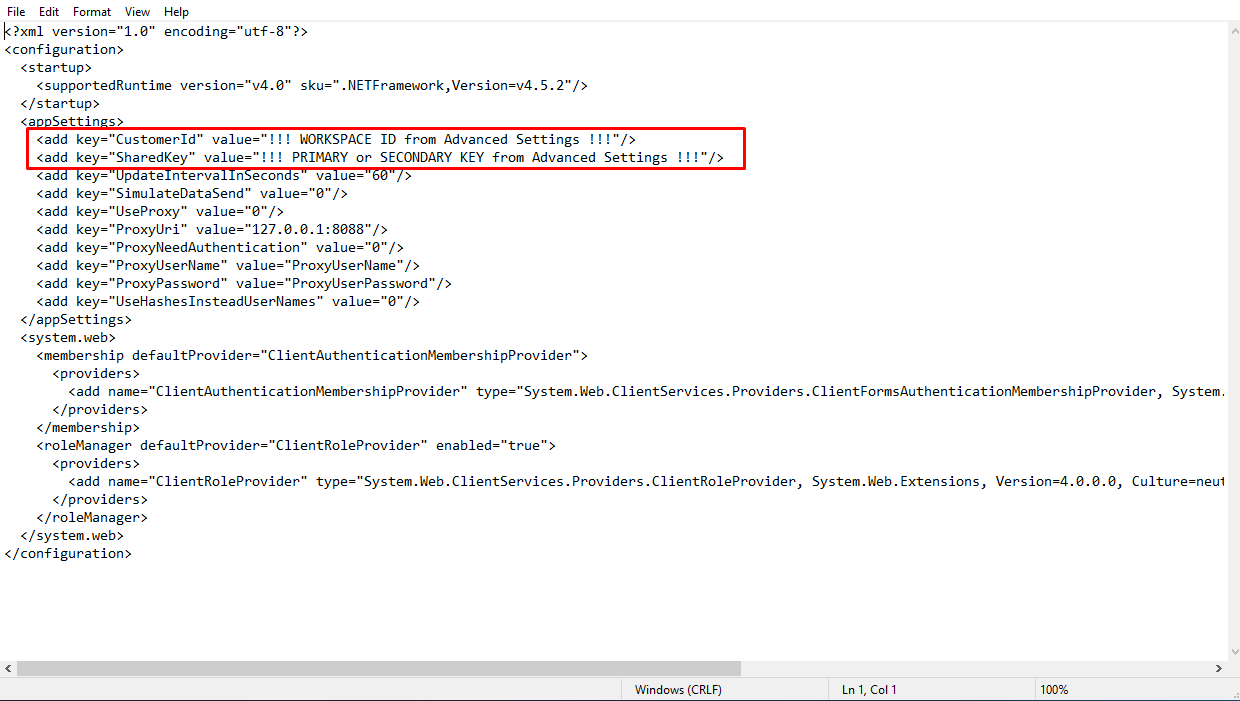 File Edit Format View Help
<?xml version="1.0" encoding="utf-8"?>
<configuration>
  <startup>
    <supportedRuntime version="v4.0" sku=".NETFramework,Version=v4.5.2"/>
  </startup>
  <appSettings>
    <add key="CustomerId" value="!!! WORKSPACE ID from Advanced Settings !!!"/>
    <add key="SharedKey" value="!!! PRIMARY or SECONDARY KEY from Advanced Settings !!!"/>
    <add key="UpdateIntervalInSeconds" value="60"/>
    <add key="SimulateDataSend" value="0"/>
    <add key="UseProxy" value="0"/>
    <add key="ProxyUri" value="127.0.0.1:8088"/>
    <add key="ProxyNeedAuthentication" value="0"/>
    <add key="ProxyUserName" value="ProxyUserName"/>
    <add key="ProxyPassword" value="ProxyUserPassword"/>
    <add key="UseHashesInsteadUserNames" value="0"/>
  </appSettings>
  <system.web>
    <membership defaultProvider="ClientAuthenticationMembershipProvider">
      <providers>
        <add name="ClientAuthenticationMembershipProvider" type="System.Web.ClientServices.Providers.ClientFormsAuthenticationMembershipProvider, System.
      </providers>
    </membership>
    <roleManager defaultProvider="ClientRoleProvider" enabled="true">
      <providers>
        <add name="ClientRoleProvider" type="System.Web.ClientServices.Providers.ClientRoleProvider, System.Web.Extensions, Version=4.0.0.0, Culture=neut
      </providers>
    </roleManager>
  </system.web>
</configuration>
Windows (CRLF) Ln 1, Col 1 100%